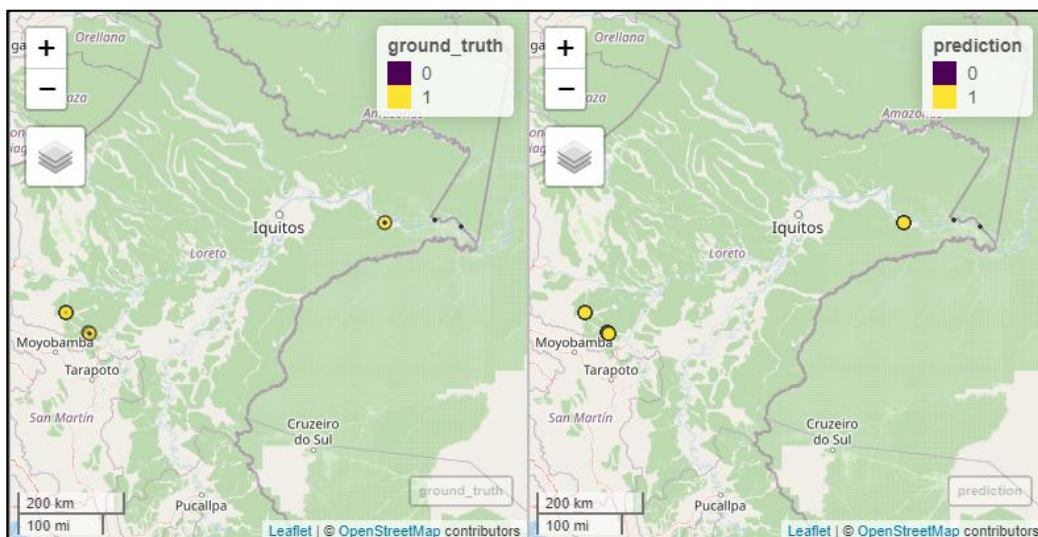 Orellana
ground_truth
0
1
+
−
Amazonas
Iquitos
Loreto
Moyobamba
Tarapoto
San Martín
Cruzeiro
do Sul
Pucallpa
200 km
100 mi
ground_truth
Leaflet | © OpenStreetMap contributors
Orellana
prediction
0
1
+
−
Amazonas
Iquitos
Loreto
Moyobamba
Tarapoto
San Martín
Cruzeiro
do Sul
Pucallpa
200 km
100 mi
prediction
Leaflet | © OpenStreetMap contributors